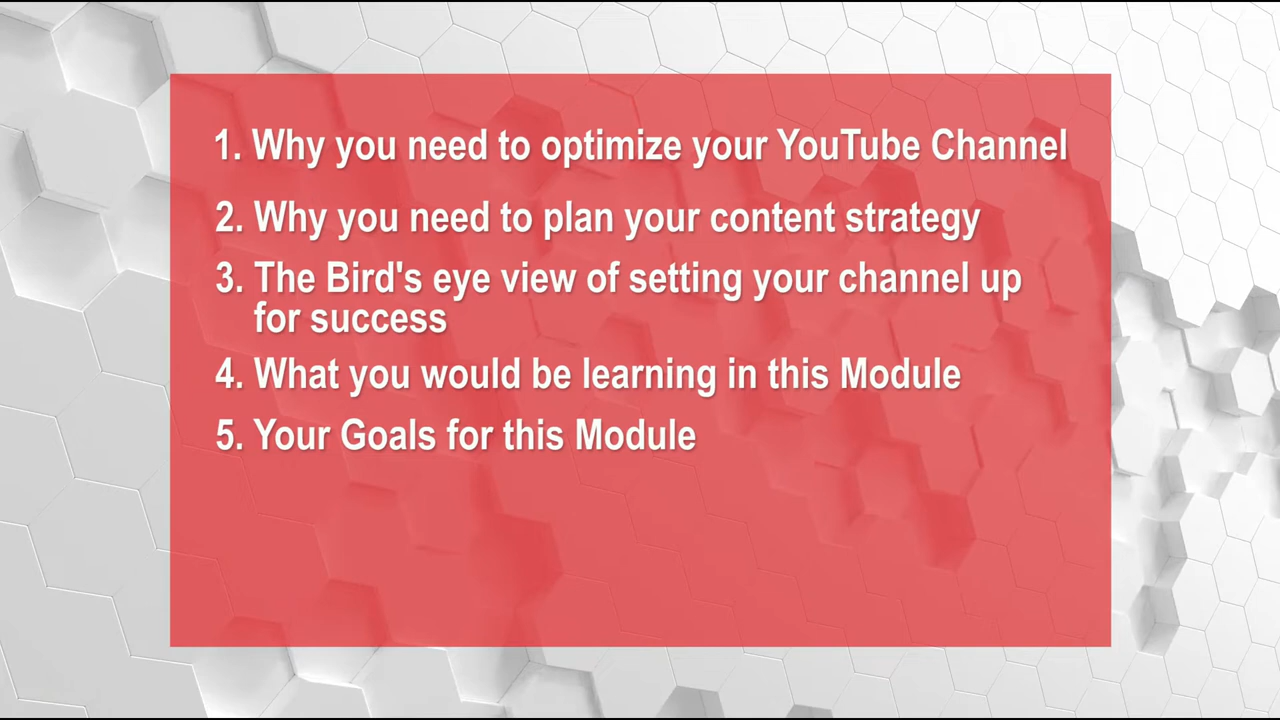 1. Why you need to optimize your YouTube Channel
2. Why you need to plan your content strategy
3. The Bird's eye view of setting your channel up
for success
4. What you would be learning in this Module
5. Your Goals for this Module